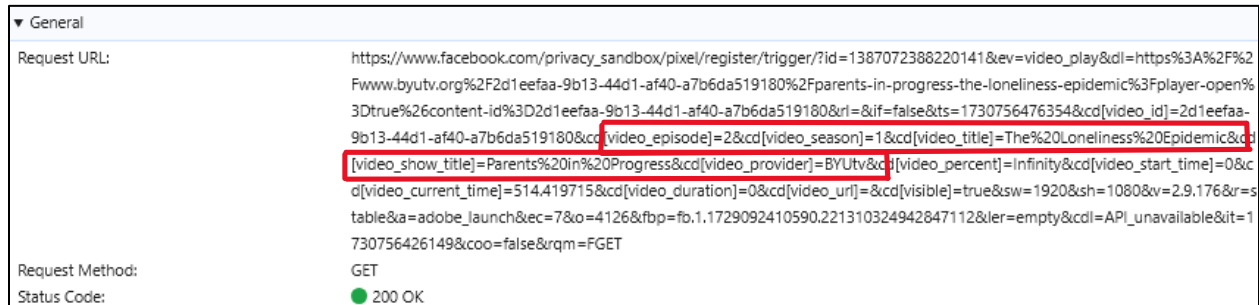 ▼ General
Request URL: https://www.facebook.com/privacy_sandbox/pixel/register/trigger/?id=1387072388220141&ev=video_play&dl=https%3A%2F%2
Fwww.byutv.org%2F2d1eefaa-9b13-44d1-af40-a7b6da519180%2Fparents-in-progress-the-loneliness-epidemic%3Fplayer-open%
3Dtrue%26content-id%3D2d1eefaa-9b13-44d1-af40-a7b6da519180&rl=&if=false&ts=1730756476354&cd[video_id]=2d1eefaa-
9b13-44d1-af40-a7b6da519180&cd[video_episode]=2&cd[video_season]=1&cd[video_title]=The%20Loneliness%20Epidemic&cd
[video_show_title]=Parents%20in%20Progress&cd[video_provider]=BYUtv&cd[video_percent]=Infinity&cd[video_start_time]=0&c
d[video_current_time]=514.419715&cd[video_duration]=0&cd[video_url]=&cd[visible]=true&sw=1920&sh=1080&v=2.9.176&r=s
table&a=adobe_launch&ec=7&o=4126&fbp=fb.1.1729092410590.221310324942847112&ler=empty&cdl=API_unavailable&it=1
730756426149&coo=false&rqm=FGET
Request Method: GET
Status Code: 200 OK